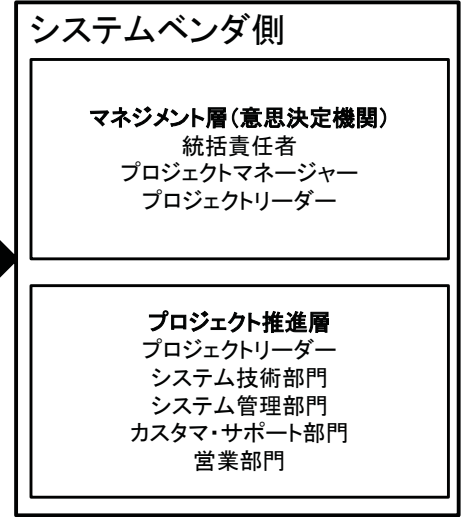 システムベンダ側
マネジメント層（意思決定機関）
統括責任者
プロジェクトマネージャー
プロジェクトリーダー
プロジェクト推進層
プロジェクトリーダー
システム技術部門
システム管理部門
カスタマ・サポート部門
営業部門